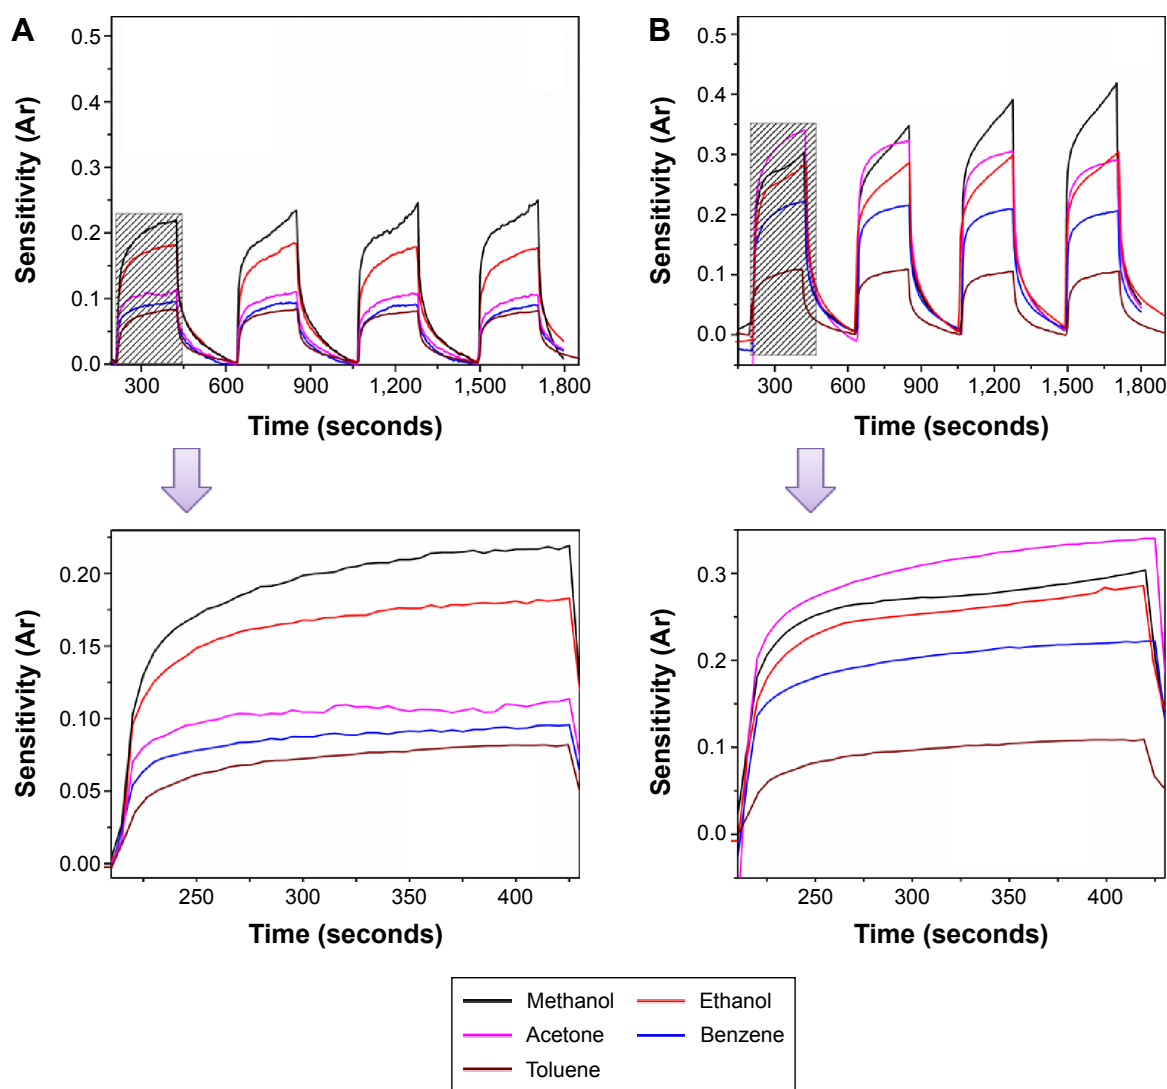 A
0.5
0.4
0.3
0.2
0.1
0.0
Sensitivity (Ar)
300
600
900
1,200
1,500
1,800
Time (seconds)
B
0.5
0.4
0.3
0.2
0.1
0.0
Sensitivity (Ar)
300
600
900
1,200
1,500
1,800
Time (seconds)
0.20
0.15
0.10
0.05
0.00
Sensitivity (Ar)
250
300
350
400
Time (seconds)
0.3
0.2
0.1
0.0
Sensitivity (Ar)
250
300
350
400
Time (seconds)
Methanol
Ethanol
Acetone
Benzene
Toluene